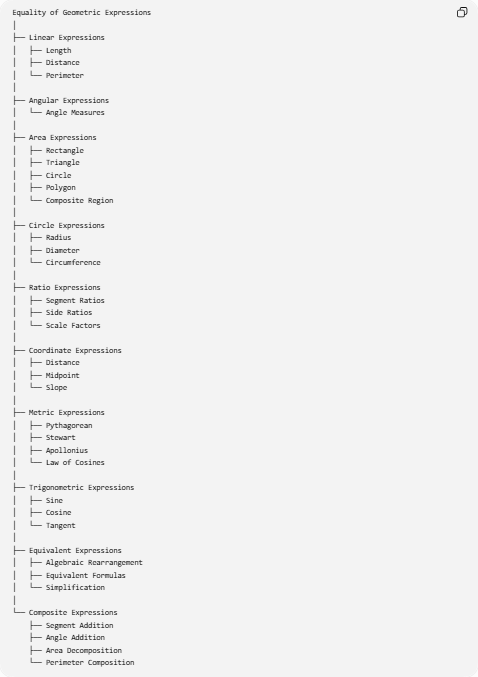 Equality of Geometric Expressions
│
├── Linear Expressions
│   ├── Length
│   ├── Distance
│   └── Perimeter
│
├── Angular Expressions
│   └── Angle Measures
│
├── Area Expressions
│   ├── Rectangle
│   ├── Triangle
│   ├── Circle
│   ├── Polygon
│   └── Composite Region
│
├── Circle Expressions
│   ├── Radius
│   ├── Diameter
│   └── Circumference
│
├── Ratio Expressions
│   ├── Segment Ratios
│   ├── Side Ratios
│   └── Scale Factors
│
├── Coordinate Expressions
│   ├── Distance
│   ├── Midpoint
│   └── Slope
│
├── Metric Expressions
│   ├── Pythagorean
│   ├── Stewart
│   ├── Apollonius
│   └── Law of Cosines
│
├── Trigonometric Expressions
│   ├── Sine
│   ├── Cosine
│   └── Tangent
│
├── Equivalent Expressions
│   ├── Algebraic Rearrangement
│   ├── Equivalent Formulas
│   └── Simplification
│
└── Composite Expressions
    ├── Segment Addition
    ├── Angle Addition
    ├── Area Decomposition
    └── Perimeter Composition